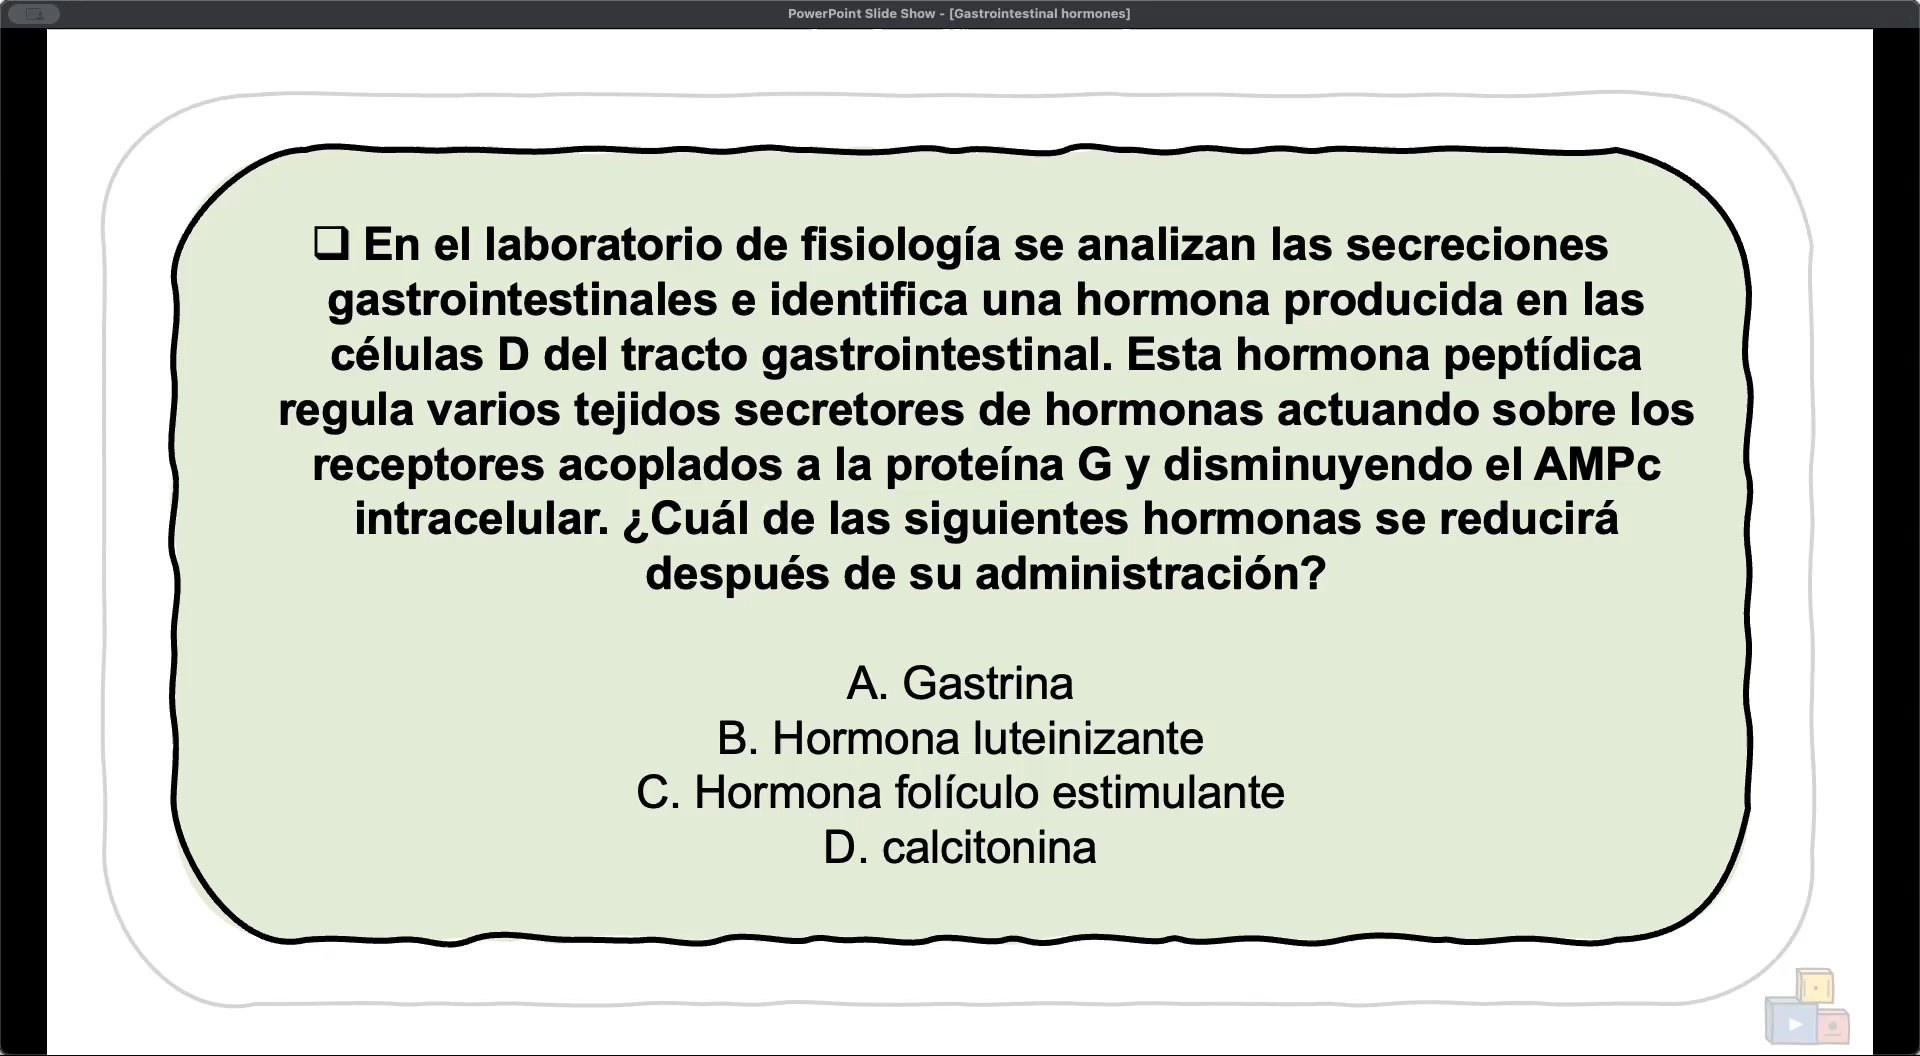 PowerPoint Slide Show - [Gastrointestinal hormones]
❑ En el laboratorio de fisiología se analizan las secreciones
gastrointestinales e identifica una hormona producida en las
células D del tracto gastrointestinal. Esta hormona peptídica
regula varios tejidos secretores de hormonas actuando sobre los
receptores acoplados a la proteína G y disminuyendo el AMPc
intracelular. ¿Cuál de las siguientes hormonas se reducirá
después de su administración?
A. Gastrina
B. Hormona luteinizante
C. Hormona folículo estimulante
D. calcitonina